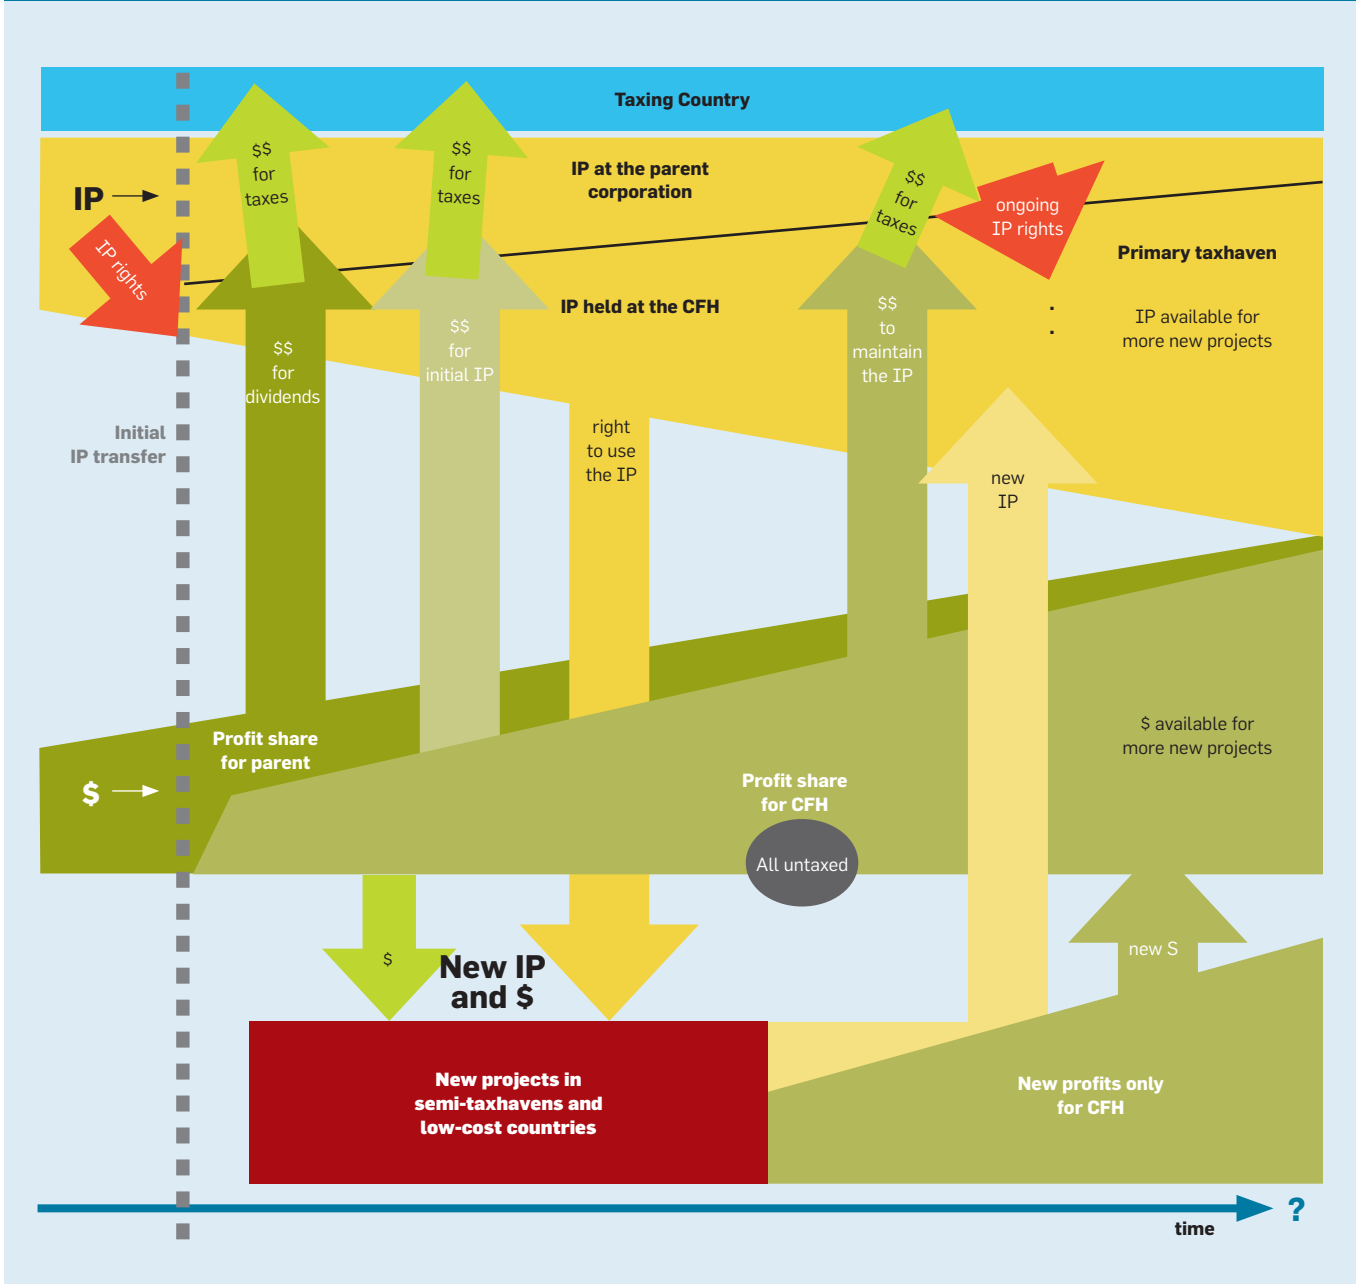 Taxing Country
$$
for
taxes
$$
for
taxes
$$
for
taxes
IP at the parent
corporation
IP
IP rights
ongoing
IP rights
Primary taxhaven
IP held at the CFH
IP available for
more new projects
$$
for
dividends
$$
for
initial IP
$$
to
maintain
the IP
right
to use
the IP
Initial
IP transfer
new
IP
Profit share
for parent
$
$ available for
more new projects
Profit share
for CFH
All untaxed
$
New IP
and $
new S
New projects in
semi-taxhavens and
low-cost countries
New profits only
for CFH
time
?